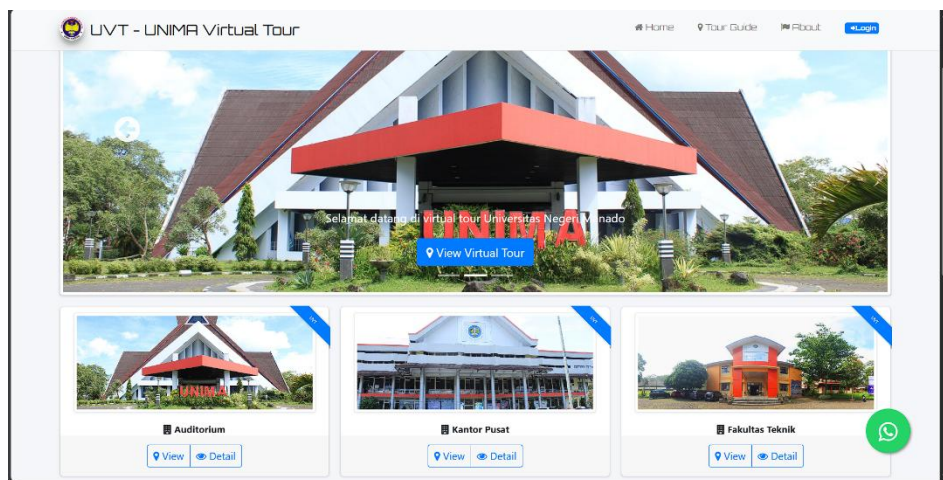 UVT - UNIMA Virtual Tour
Home
Tour Guide
About
Login
Selamat datang di virtual tour Universitas Negeri Manado
UNIMA
View Virtual Tour
UNIMA
Auditorium
Kantor Pusat
Fakultas Teknik
View
Detail
View
Detail
View
Detail